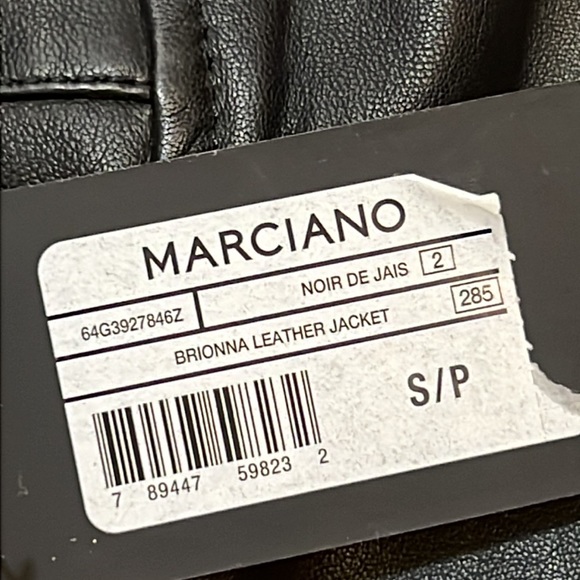 MARCIANO
64G3927846Z NOIR DE JAIS 2
BRIONNA LEATHER JACKET 285
S/P
7 89447 59823 2